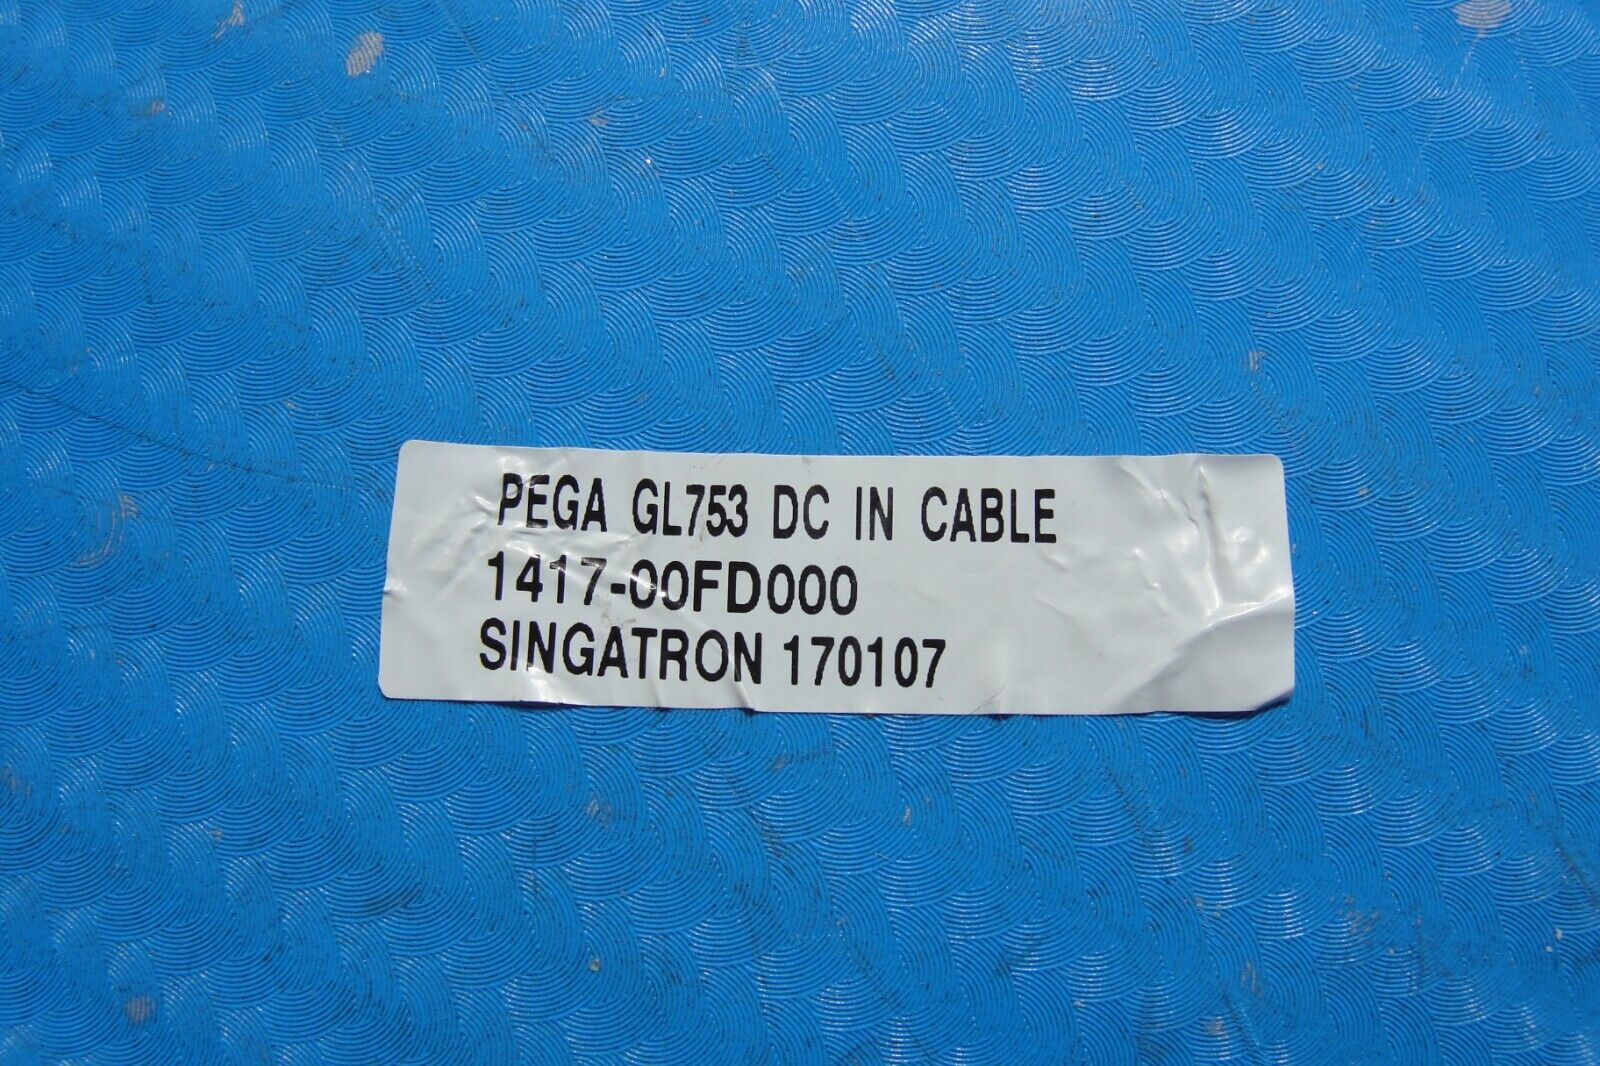 PEGA GL753 DC IN CABLE
1417-00FD000
SINGATRON 170107